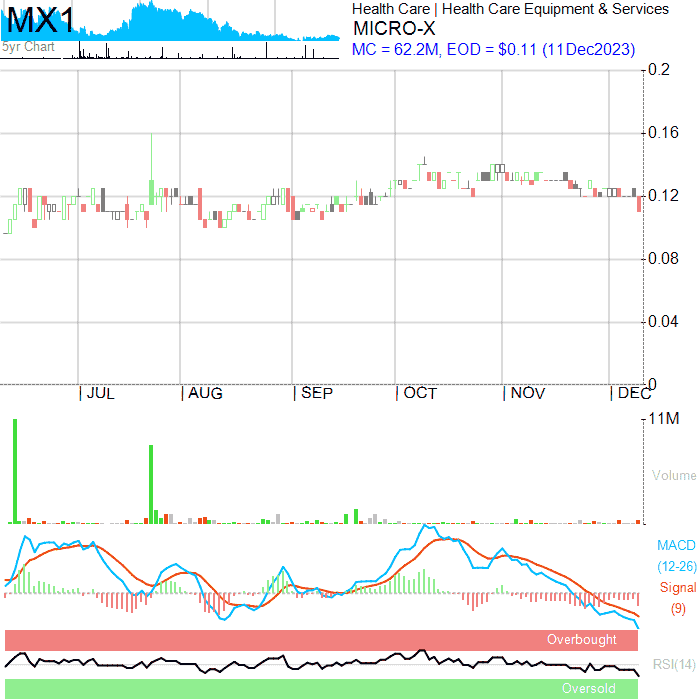 MX1
5yr Chart
Health Care | Health Care Equipment & Services
MICRO-X
MC = 62.2M, EOD = $0.11 (11Dec2023)
0.2
0.16
0.12
0.08
0.04
0
| JUL | AUG | SEP | OCT | NOV | DEC
11M
Volume
MACD
(12-26)
Signal
(9)
Overbought
RSI(14)
Oversold